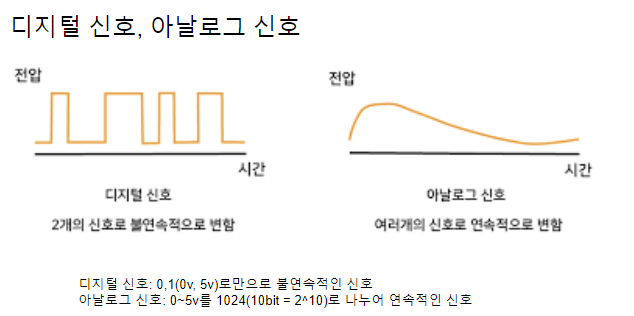 디지털 신호, 아날로그 신호
전압
전압
시간
시간
디지털 신호
아날로그 신호
2개의 신호로 불연속적으로 변함
여러개의 신호로 연속적으로 변함
디지털 신호: 0,1(0v, 5v)로만으로 불연속적인 신호
아날로그 신호: 0~5v를 1024(10bit = 2^10)로 나누어 연속적인 신호